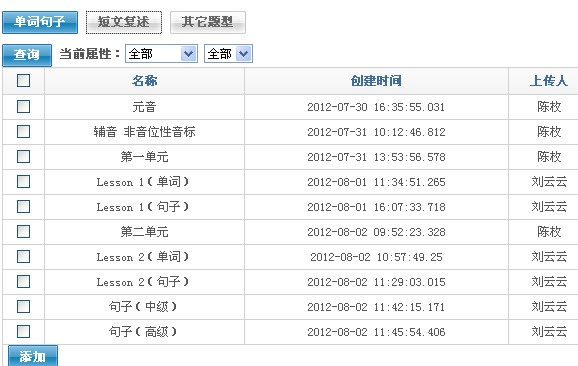 单词句子 短文复述 其它题型
查询 当前属性： 全部 全部
名称 创建时间 上传人
元音 2012-07-30 16:35:55.031 陈枚
辅音 非音位性音标 2012-07-31 10:12:46.812 陈枚
第一单元 2012-07-31 13:53:56.578 陈枚
Lesson 1（单词） 2012-08-01 11:34:51.265 刘云云
Lesson 1（句子） 2012-08-01 16:07:33.718 刘云云
第二单元 2012-08-02 09:52:23.328 陈枚
Lesson 2（单词） 2012-08-02 10:57:49.25 刘云云
Lesson 2（句子） 2012-08-02 11:29:03.015 刘云云
句子（中级） 2012-08-02 11:42:15.171 刘云云
句子（高级） 2012-08-02 11:45:54.406 刘云云
添加